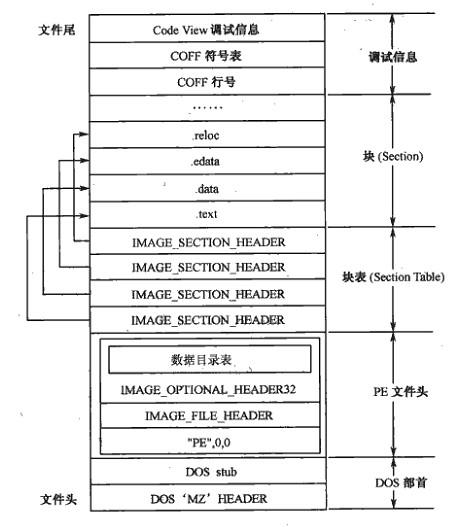 文件尾
Code View 调试信息
COFF 符号表
COFF 行号
调试信息
……
.reloc
.edata
.data
.text
块 (Section)
IMAGE_SECTION_HEADER
IMAGE_SECTION_HEADER
IMAGE_SECTION_HEADER
IMAGE_SECTION_HEADER
块表 (Section Table)
数据目录表
IMAGE_OPTIONAL_HEADER32
IMAGE_FILE_HEADER
"PE",0,0
PE 文件头
DOS stub
DOS 'MZ' HEADER
DOS 部首
文件头